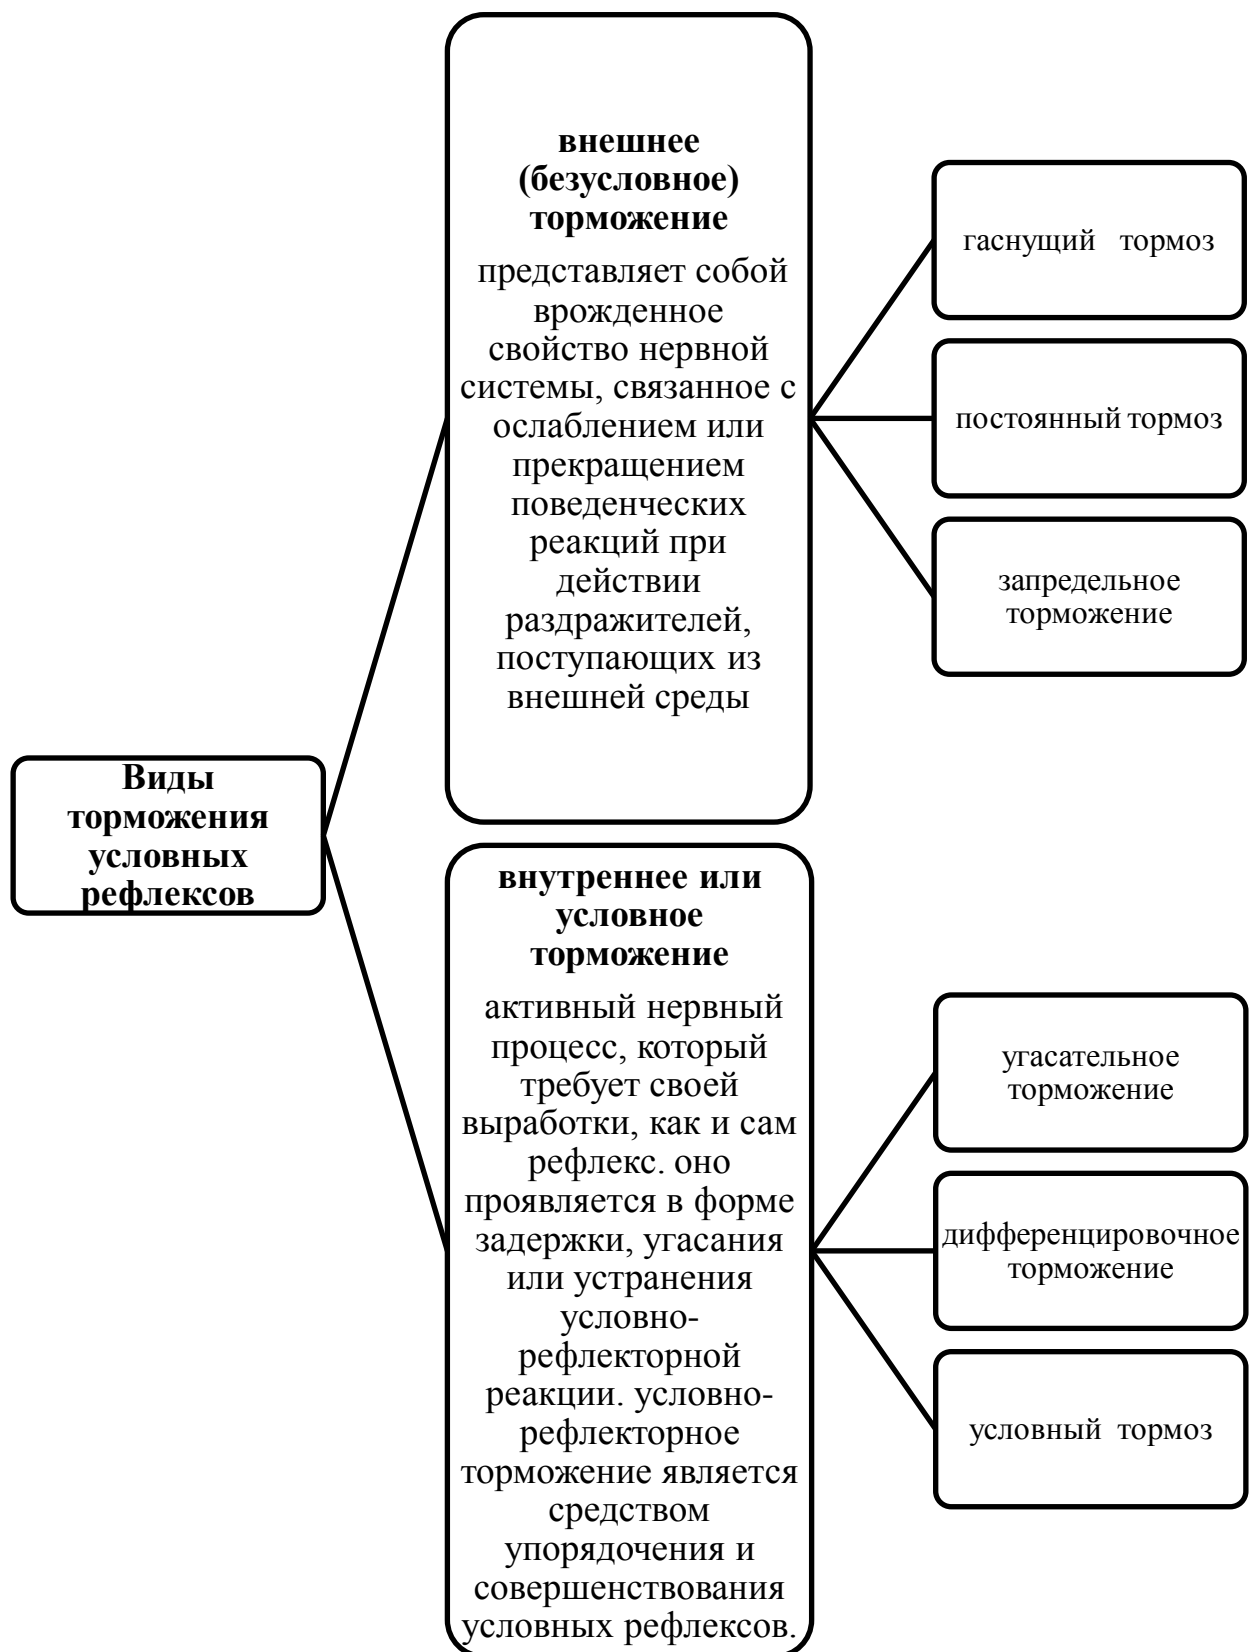 Виды
торможения
условных
рефлексов
внешнее
(безусловное)
торможение
представляет собой
врожденное
свойство нервной
системы, связанное с
ослаблением или
прекращением
поведенческих
реакций при
действии
раздражителей,
поступающих из
внешней среды
гаснущий тормоз
постоянный тормоз
запредельное
торможение
внутреннее или
условное
торможение
активный нервный
процесс, который
требует своей
выработки, как и сам
рефлекс. оно
проявляется в форме
задержки, угасания
или устранения
условно-
рефлекторной
реакции. условно-
рефлекторное
торможение является
средством
упорядочения и
совершенствования
условных рефлексов.
угасательное
торможение
дифференцировочное
торможение
условный тормоз